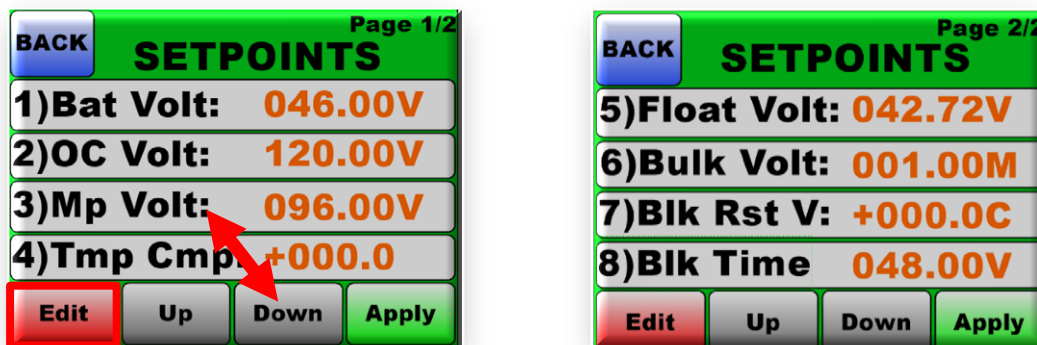 BACK Page 1/2
SETPOINTS
1)Bat Volt: 046.00V
2)OC Volt: 120.00V
3)Mp Volt: 096.00V
4)Tmp Cmp: +000.0
Edit Up Down Apply
BACK Page 2/2
SETPOINTS
5)Float Volt: 042.72V
6)Bulk Volt: 001.00M
7)Blk Rst V: +000.0C
8)Blk Time 048.00V
Edit Up Down Apply